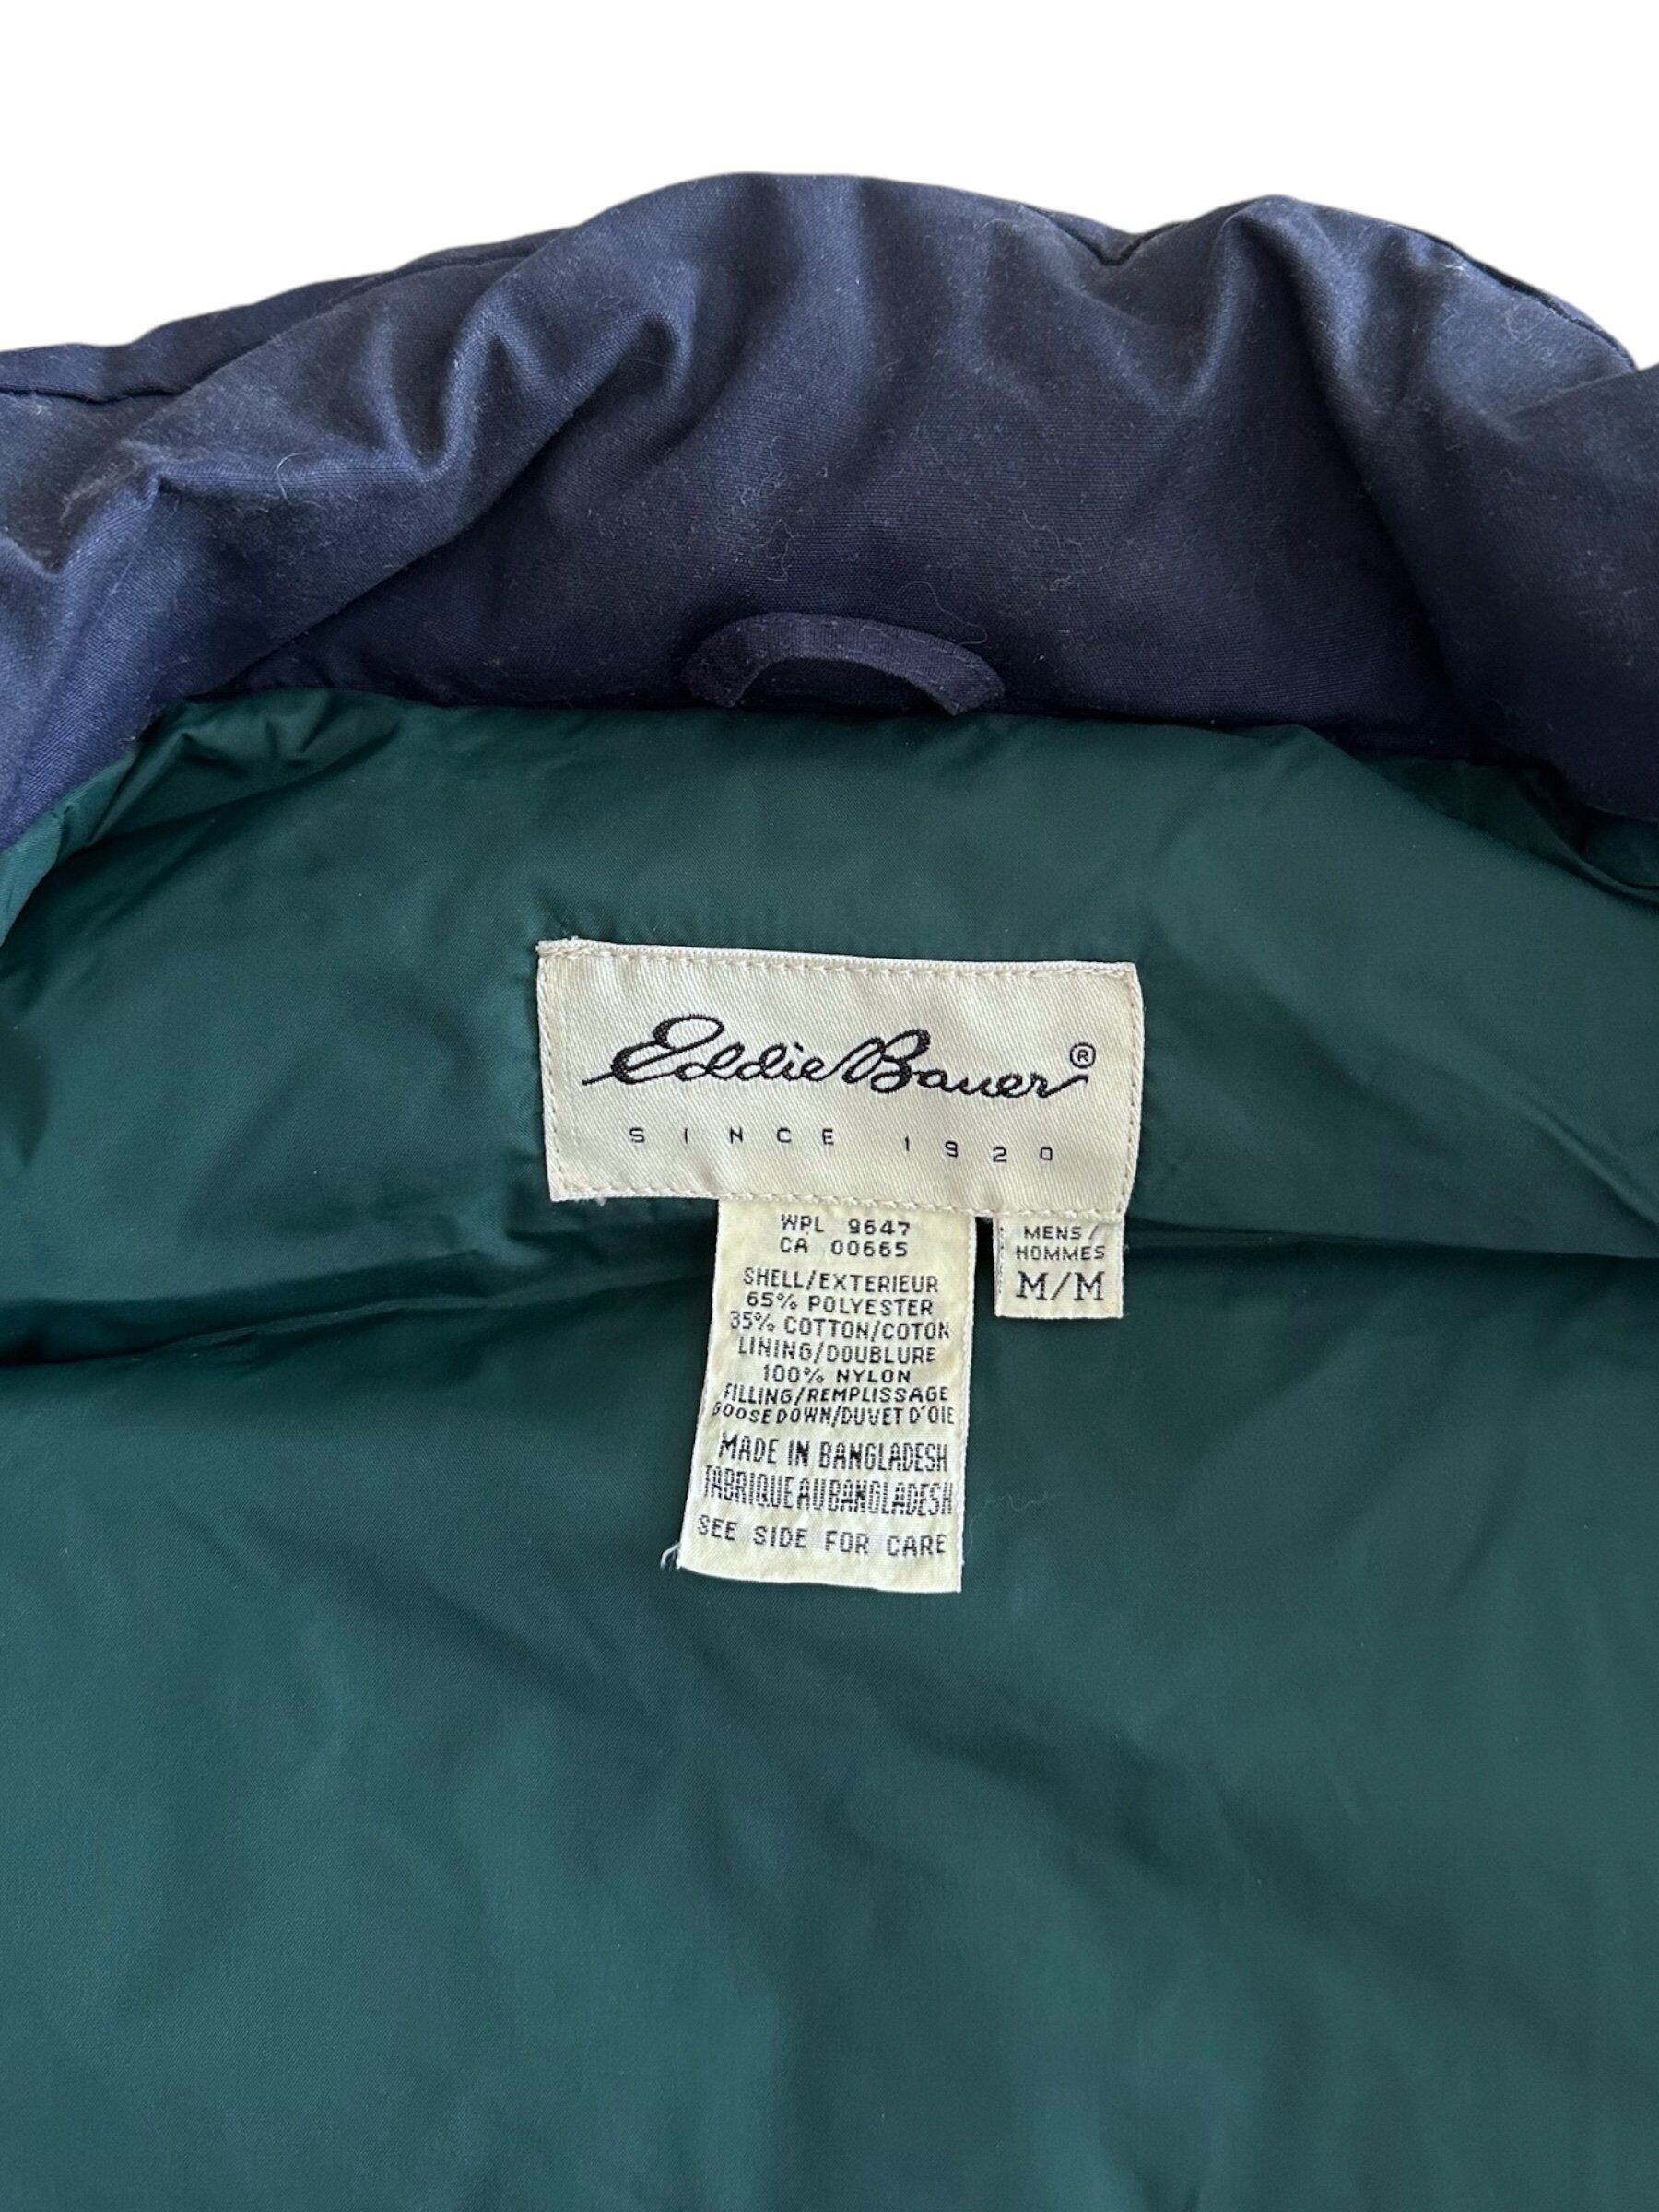 Eddie Bauer®
SINCE 1920
WPL 9647
CA 00665
SHELL/EXTERIEUR
65% POLYESTER
35% COTTON/COTON
LINING/DOUBLURE
100% NYLON
FILLING/REMPLISSAGE
GOOSE DOWN/DUVET D'OIE
MADE IN BANGLADESH
FABRIQUE AU BANGLADESH
SEE SIDE FOR CARE
MENS/
HOMMES
M/M